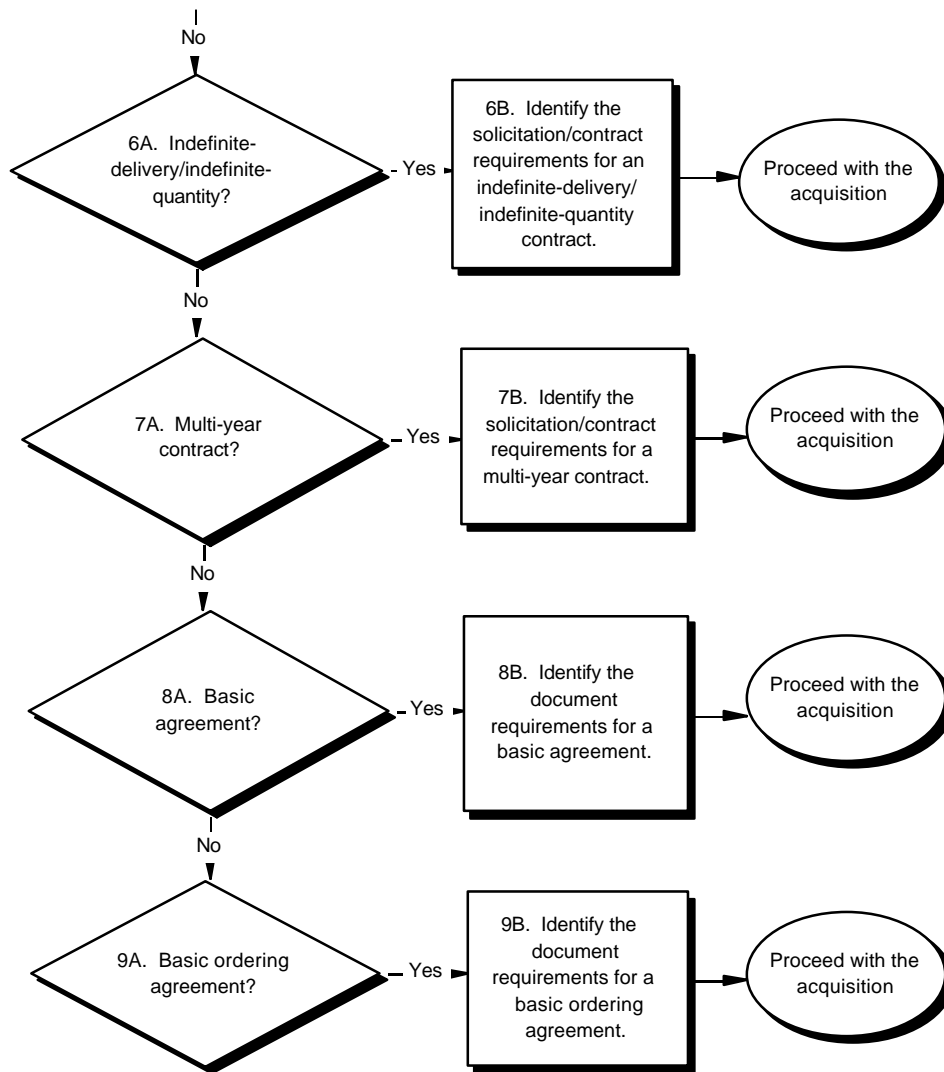 No
6A. Indefinite-
delivery/indefinite-
quantity?
Yes
6B. Identify the
solicitation/contract
requirements for an
indefinite-delivery/
indefinite-quantity
contract.
Proceed with the
acquisition
No
7A. Multi-year
contract?
Yes
7B. Identify the
solicitation/contract
requirements for a
multi-year contract.
Proceed with the
acquisition
No
8A. Basic
agreement?
Yes
8B. Identify the
document
requirements for a
basic agreement.
Proceed with the
acquisition
No
9A. Basic ordering
agreement?
Yes
9B. Identify the
document
requirements for a
basic ordering
agreement.
Proceed with the
acquisition